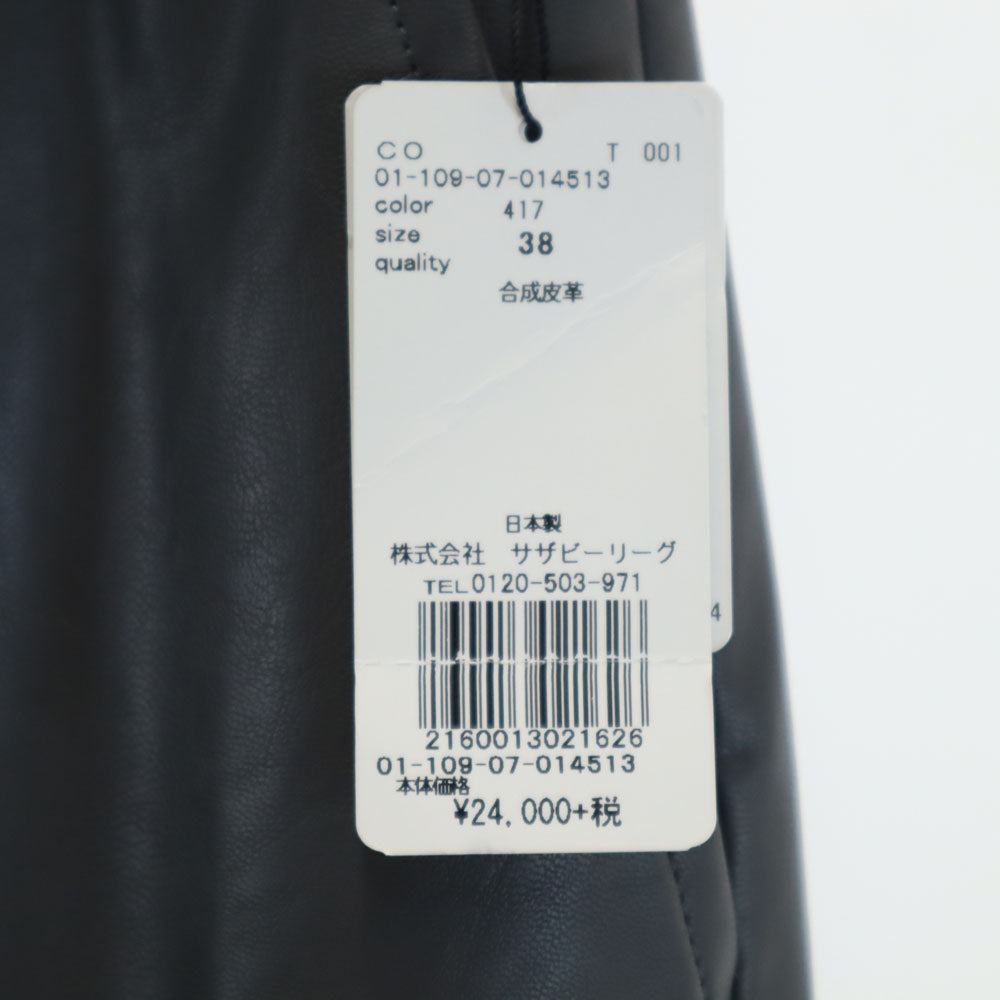 CO T 001
01-109-07-014513
color 417
size 38
quality
合成皮革
日本製
株式会社 サザビーリーグ
TEL0120-503-971
4
2160013021626
01-109-07-014513
本体価格
¥24,000+税